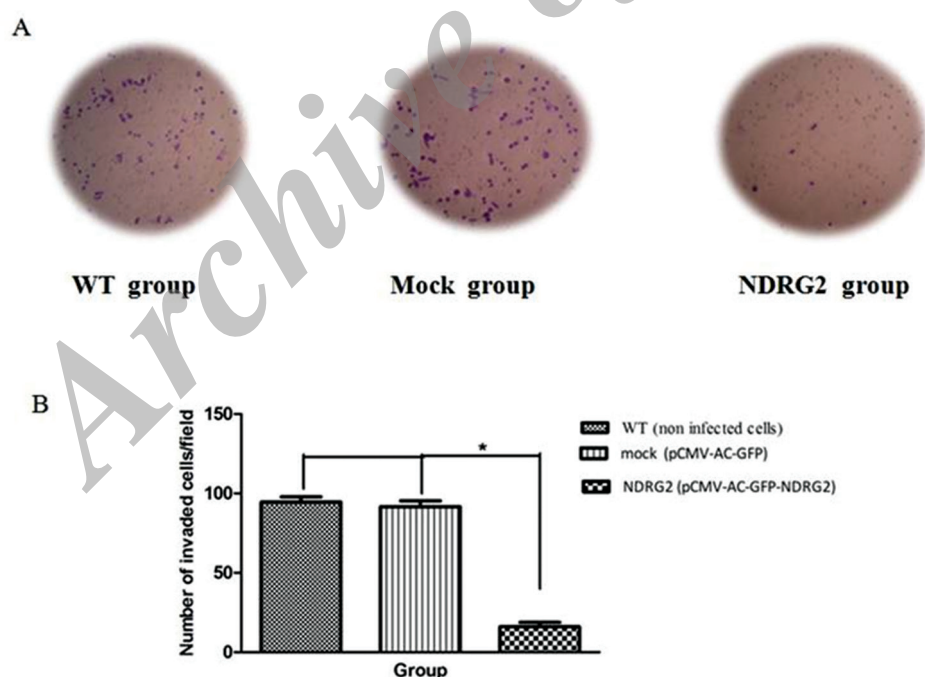 A
Archive of
WT group
Mock group
NDRG2 group
B
Number of invaded cells/field
150
100
50
0
*
Group
WT (non infected cells)
mock (pCMV-AC-GFP)
NDRG2 (pCMV-AC-GFP-NDRG2)